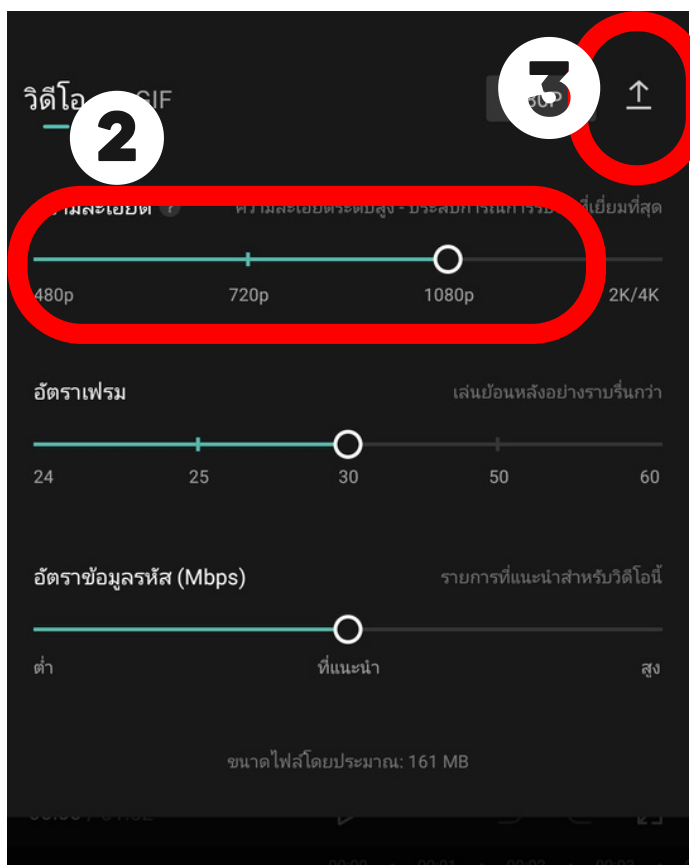 วิดีโอ
2
3
480p 720p 1080p 2K/4K
อัตราเฟรม เล่นย้อนหลังอย่างราบรื่นกว่า
24 25 30 50 60
อัตราข้อมูลรหัส (Mbps) รายการที่แนะนำสำหรับวิดีโอนี้
ต่ำ ที่แนะนำ สูง
ขนาดไฟล์โดยประมาณ: 161 MB